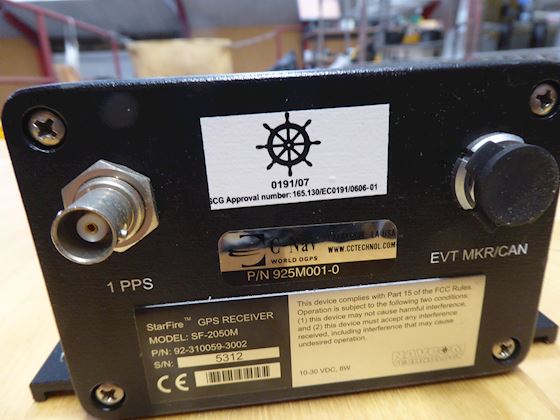 0191/07
SCG Approval number: 165.130/EC0191/0606-01
C Nav
WORLD DGPS
WWW.CCTECHNOL.COM
P/N 925M001-0
1 PPS
EVT MKR/CAN
StarFire™ GPS RECEIVER
MODEL: SF-2050M
P/N: 92-310059-3002
S/N: 5312
CE
This device complies with Part 15 of the FCC Rules.
Operation is subject to the following two conditions:
(1) this device may not cause harmful interference,
and (2) this device must accept any interference
received, including interference that may cause
undesired operation.
NAVCOM
TECHNOLOGY
10-30 VDC, 8W